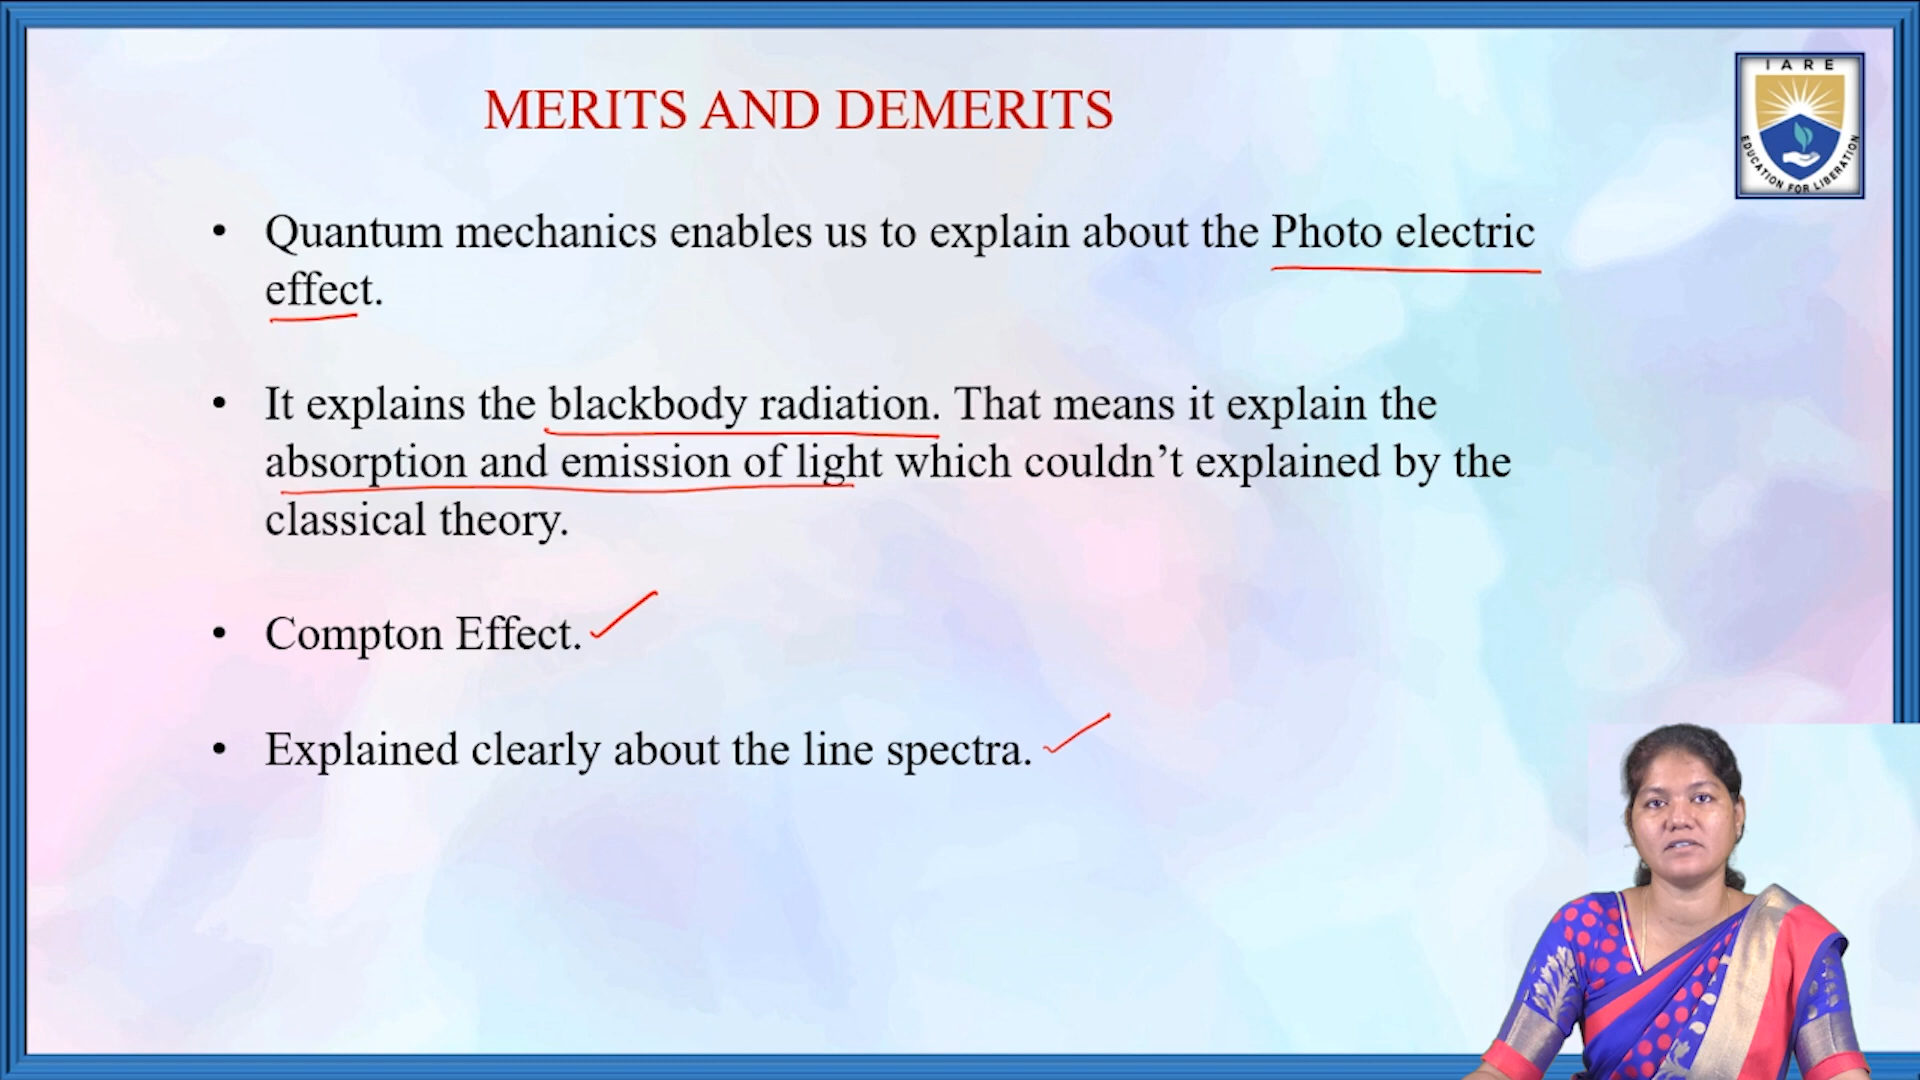 I A R E
EDUCATION FOR LIBERATION
MERITS AND DEMERITS
• Quantum mechanics enables us to explain about the Photo electric
effect.
• It explains the blackbody radiation. That means it explain the
absorption and emission of light which couldn’t explained by the
classical theory.
• Compton Effect.
• Explained clearly about the line spectra.